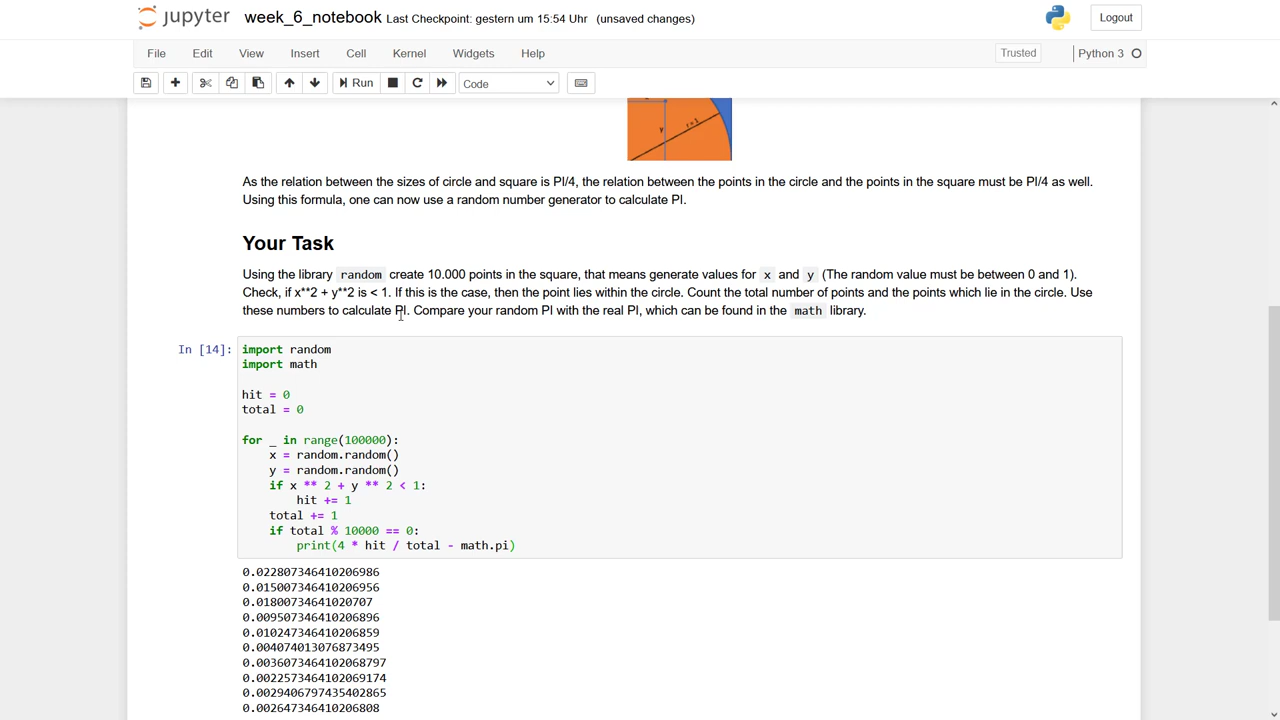 jupyter week_6_notebook Last Checkpoint: gestern um 15:54 Uhr (unsaved changes) Logout
File Edit View Insert Cell Kernel Widgets Help Trusted Python 3
Run Code
y r=1
As the relation between the sizes of circle and square is PI/4, the relation between the points in the circle and the points in the square must be PI/4 as well.
Using this formula, one can now use a random number generator to calculate PI.
Your Task
Using the library random create 10.000 points in the square, that means generate values for x and y (The random value must be between 0 and 1).
Check, if x**2 + y**2 is < 1. If this is the case, then the point lies within the circle. Count the total number of points and the points which lie in the circle. Use
these numbers to calculate PI. Compare your random PI with the real PI, which can be found in the math library.
In [14]: import random
import math
hit = 0
total = 0
for _ in range(100000):
x = random.random()
y = random.random()
if x ** 2 + y ** 2 < 1:
hit += 1
total += 1
if total % 10000 == 0:
print(4 * hit / total - math.pi)
0.022807346410206986
0.015007346410206956
0.01800734641020707
0.009507346410206896
0.010247346410206859
0.004074013076873495
0.0036073464102068797
0.0022573464102069174
0.0029406797435402865
0.002647346410206808